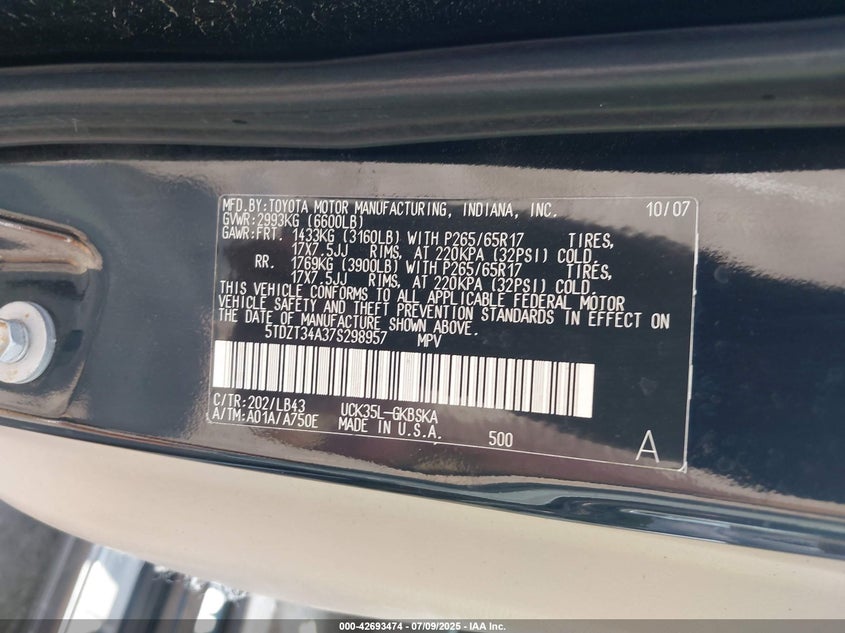 MFD.BY:TOYOTA MOTOR MANUFACTURING, INDIANA, INC. 10/07
GVWR:2993KG (6600LB)
GAWR:FRT. 1433KG (3160LB) WITH P265/65R17 TIRES,
17X7.5JJ RIMS, AT 220KPA (32PSI) COLD.
RR. 1769KG (3900LB) WITH P265/65R17 TIRES,
17X7.5JJ RIMS, AT 220KPA (32PSI) COLD.
THIS VEHICLE CONFORMS TO ALL APPLICABLE FEDERAL MOTOR
VEHICLE SAFETY AND THEFT PREVENTION STANDARDS IN EFFECT ON
THE DATE OF MANUFACTURE SHOWN ABOVE.
5TDZT34A37S298957 MPV
C/TR:202/LB43 UCK35L-GKBSKA
A/TM:A01A/A750E MADE IN U.S.A. 500 A
000-42693474 - 07/09/2025 - IAA Inc.